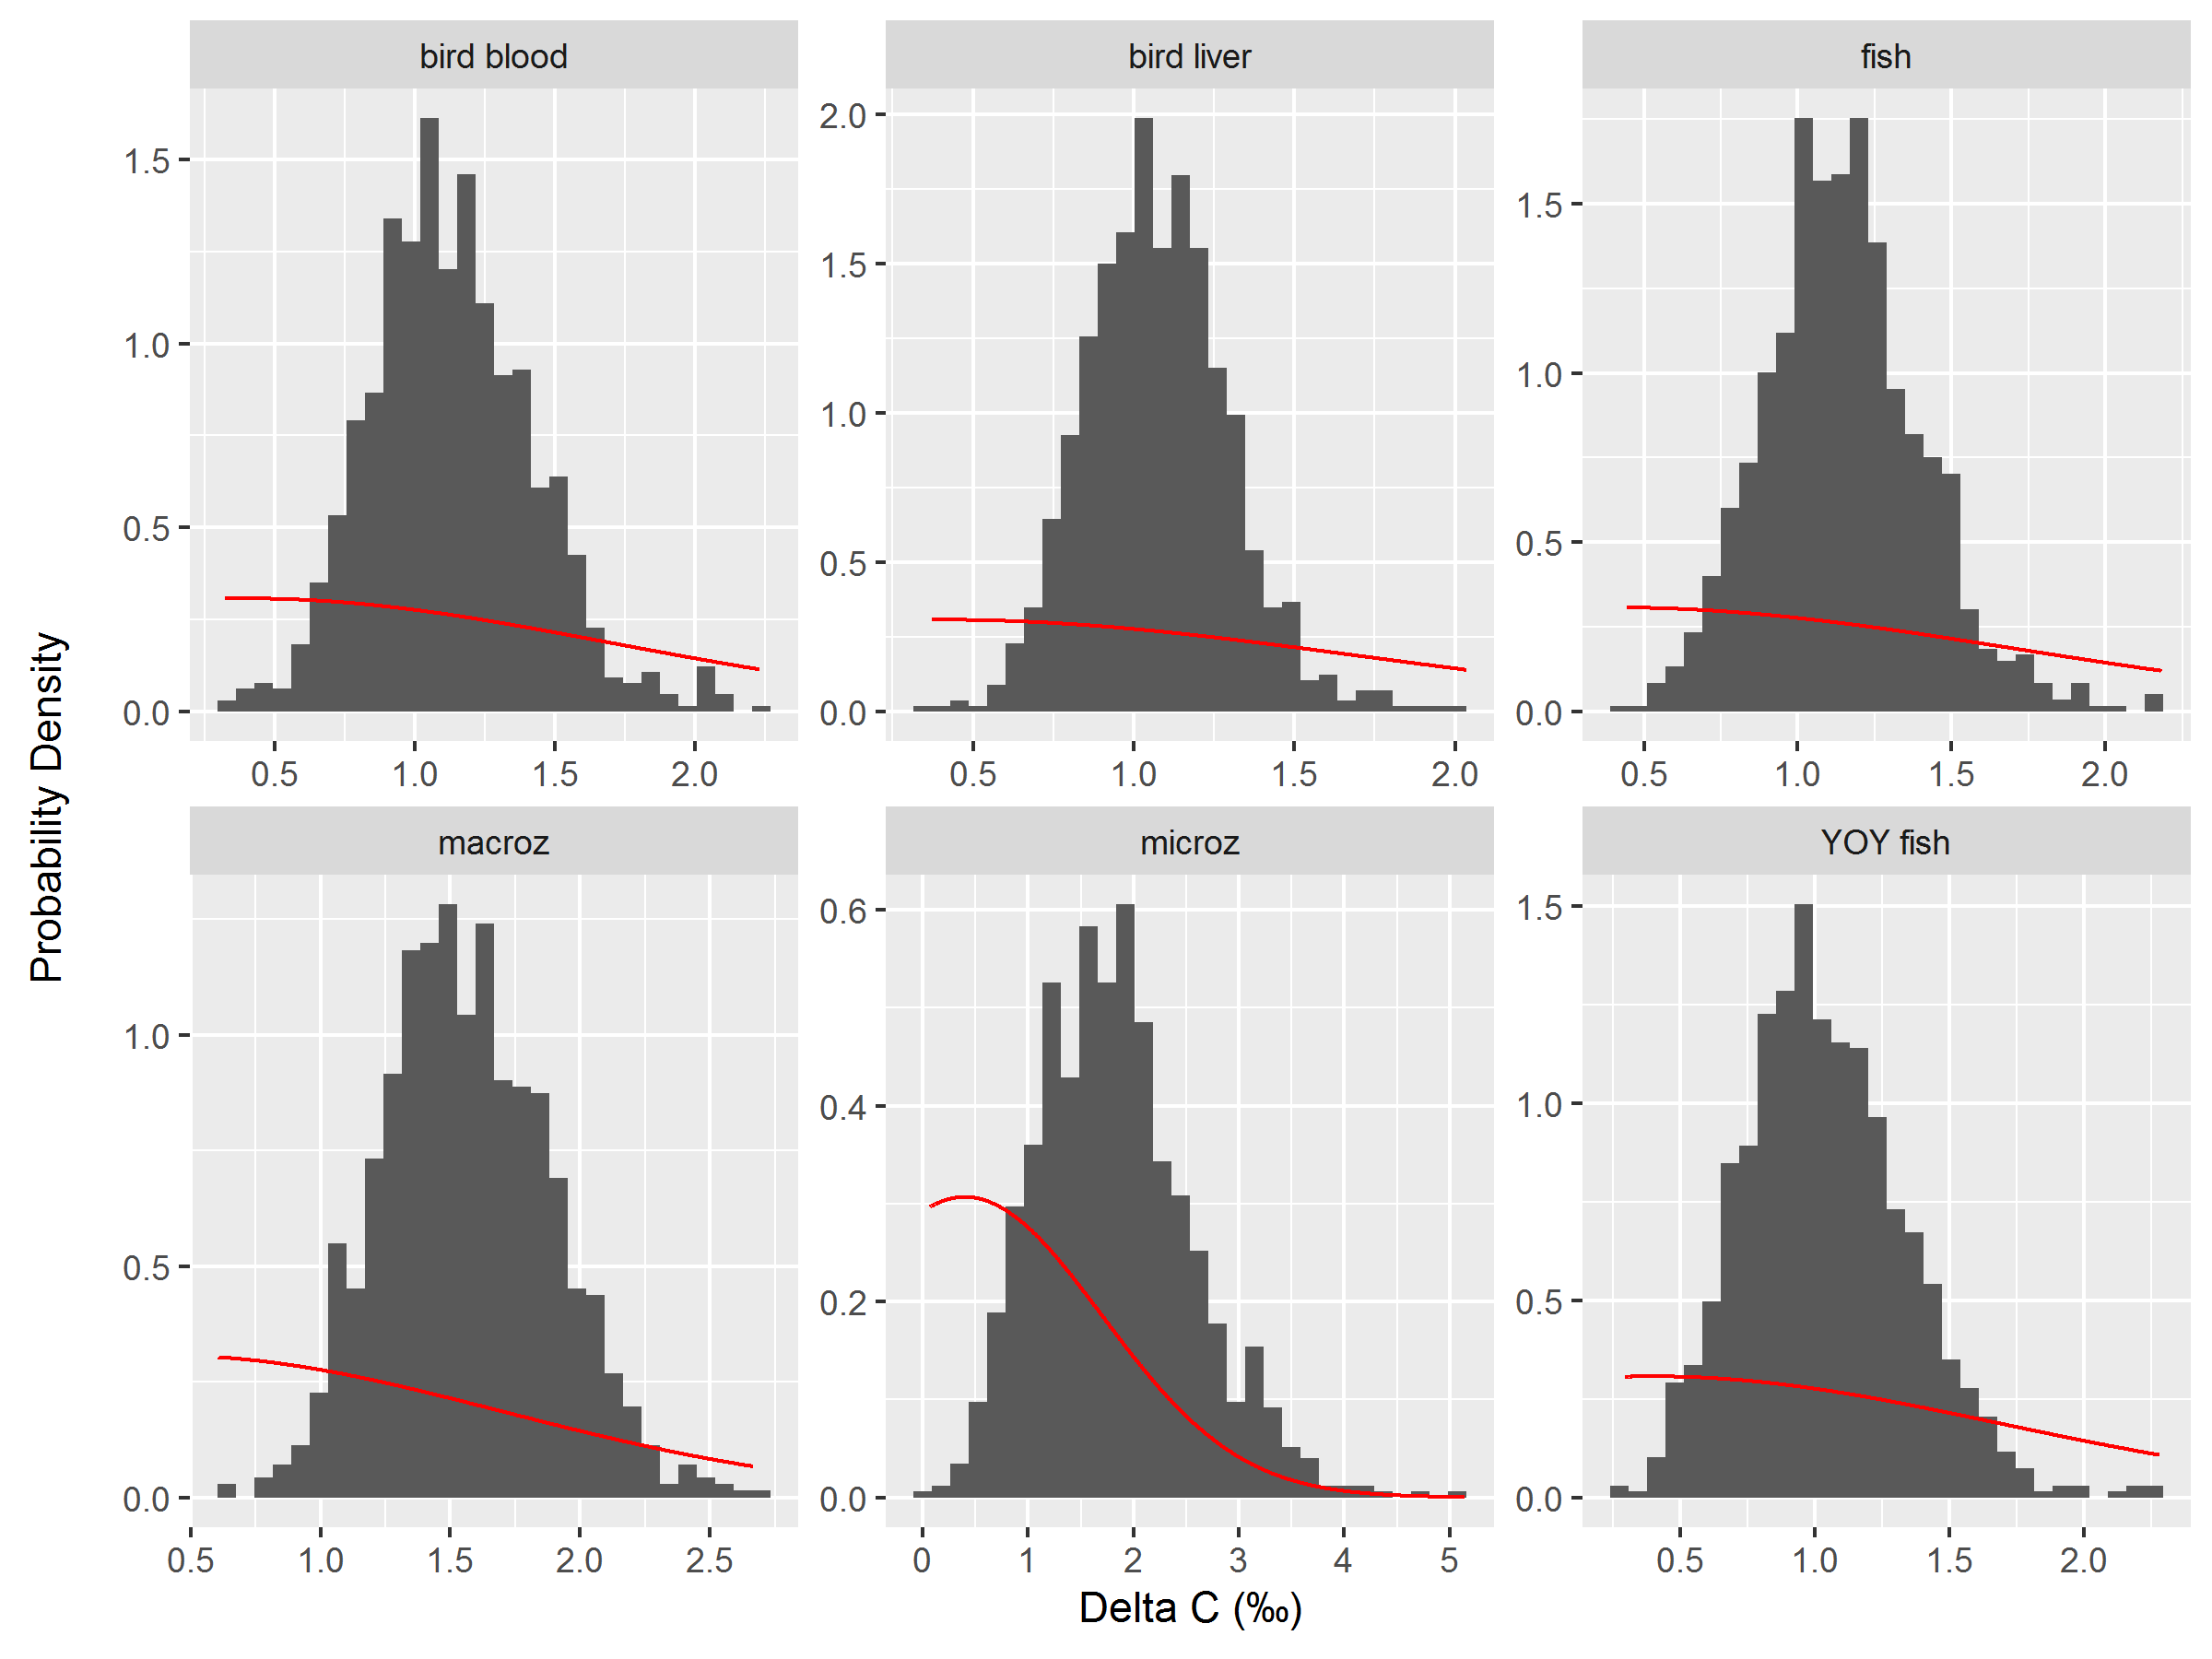 bird blood
bird liver
fish
1.5
1.0
0.5
0.0
2.0
1.5
1.0
0.5
0.0
1.5
1.0
0.5
0.0
0.5 1.0 1.5 2.0
0.5 1.0 1.5 2.0
0.5 1.0 1.5 2.0
Probability Density
macroz
microz
YOY fish
1.0
0.5
0.0
0.6
0.4
0.2
0.0
1.5
1.0
0.5
0.0
0.5 1.0 1.5 2.0 2.5
0 1 2 3 4 5
0.5 1.0 1.5 2.0
Delta C (‰)